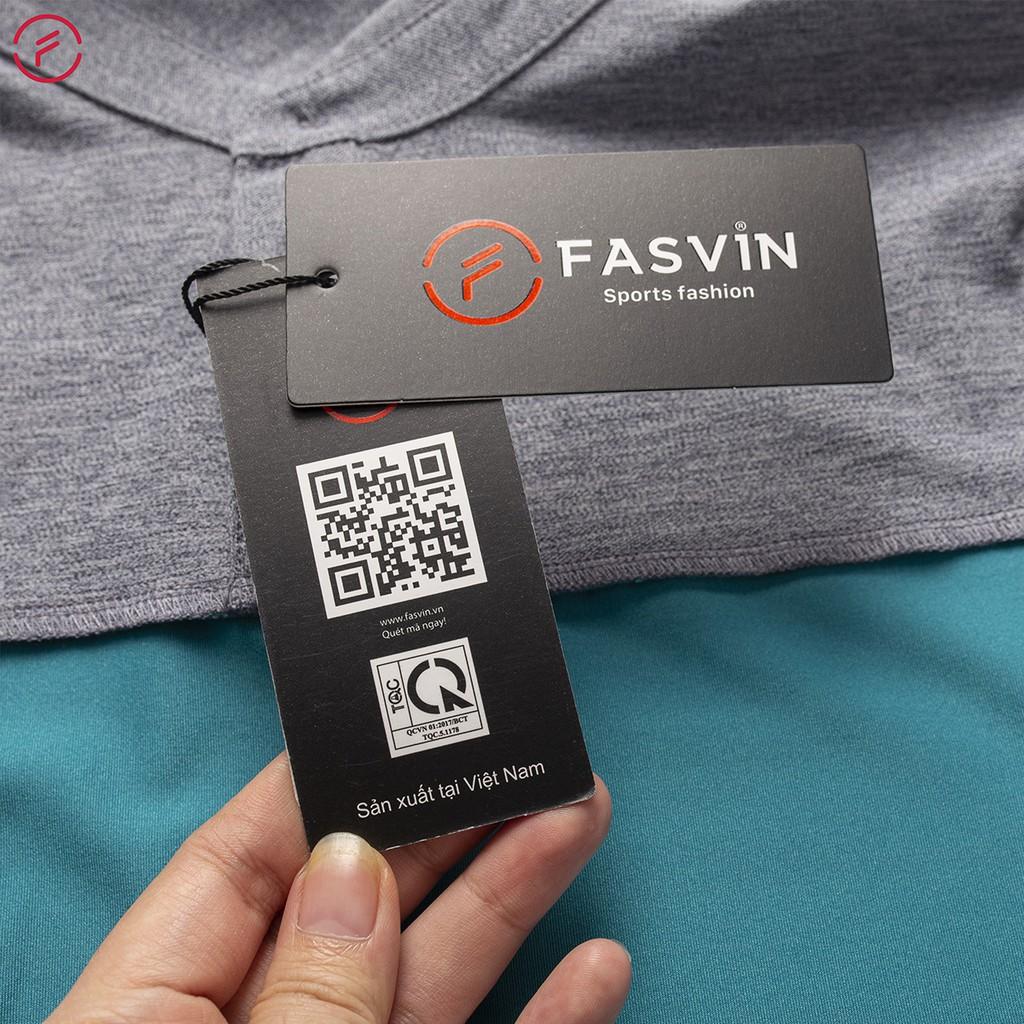 FASVIN®
Sports fashion
www.fasvin.vn
Quét mã ngay!
TQC
QCVN 01:2017/BCT
TQC.5.1178
Sản xuất tại Việt Nam